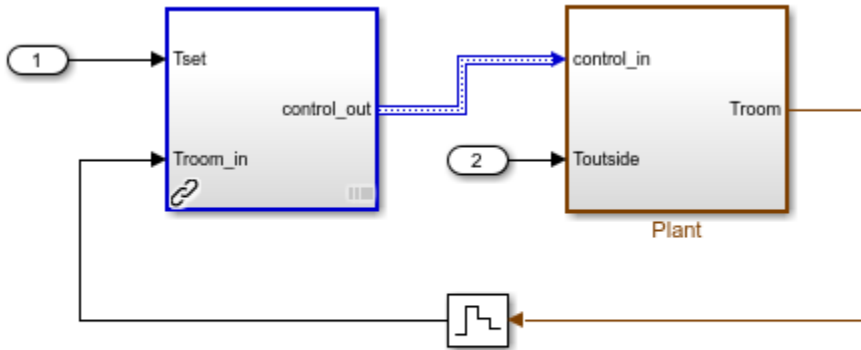 1
Tset
control_out
Troom_in
control_in
Troom
2
Toutside
Plant